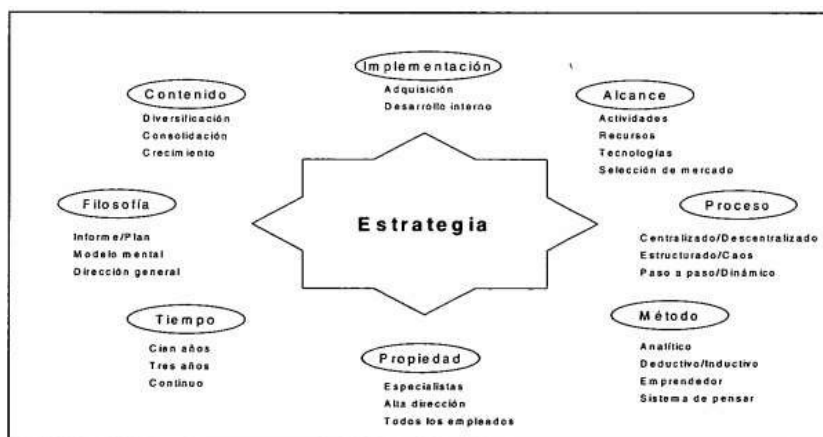 Implementación
Adquisición
Desarrollo interno
Contenido
Diversificación
Consolidación
Crecimiento
Alcance
Actividades
Recursos
Tecnologías
Selección de mercado
Filosofía
Informe/Plan
Modelo mental
Dirección general
Estrategia
Proceso
Centralizado/Descentralizado
Estructurado/Caos
Paso a paso/Dinámico
Tiempo
Cien años
Tres años
Continuo
Propiedad
Especialistas
Alta dirección
Todos los empleados
Método
Analítico
Deductivo/Inductivo
Emprendedor
Sistema de pensar